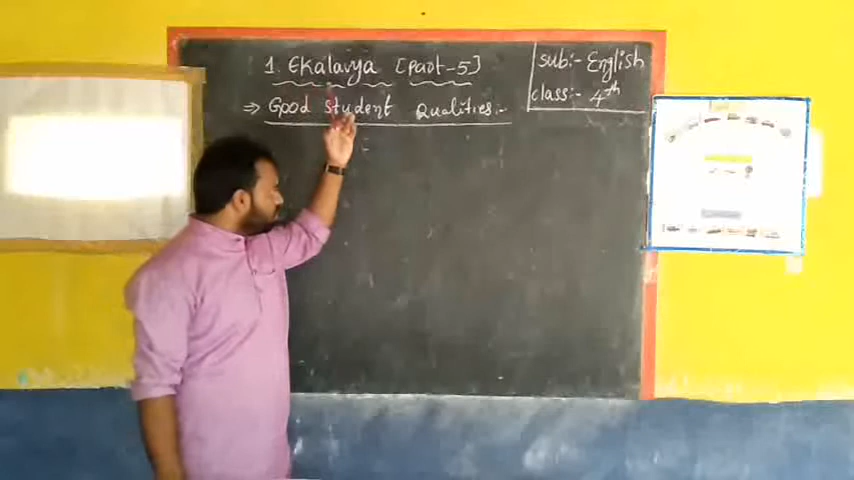 1. Ekalavya [Part-5]
⇒ Good student Qualities:-
sub:- English
class:- 4th